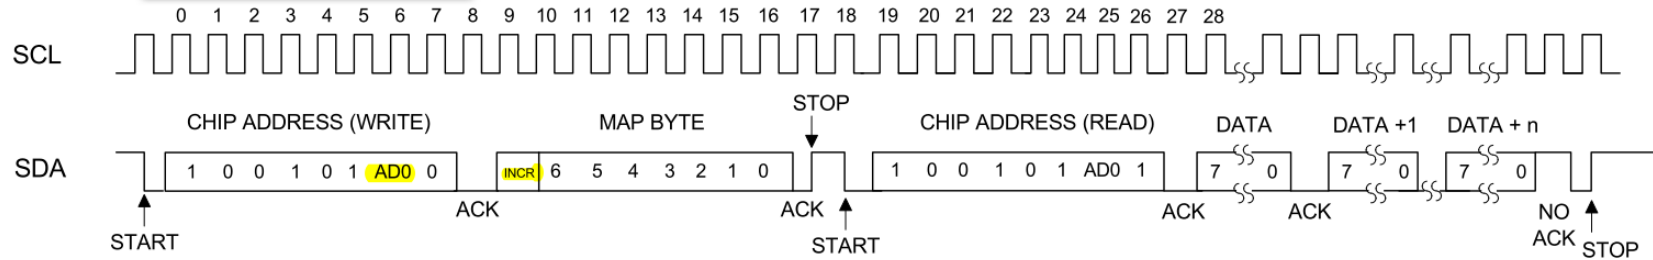 0 1 2 3 4 5 6 7 8 9 10 11 12 13 14 15 16 17 18 19 20 21 22 23 24 25 26 27 28
SCL
STOP
CHIP ADDRESS (WRITE) MAP BYTE CHIP ADDRESS (READ) DATA DATA +1 DATA + n
SDA 1 0 0 1 0 1 AD0 0 INCR 6 5 4 3 2 1 0 1 0 0 1 0 1 AD0 1 7 0 7 0 7 0
ACK ACK ACK ACK NO
ACK
START START STOP